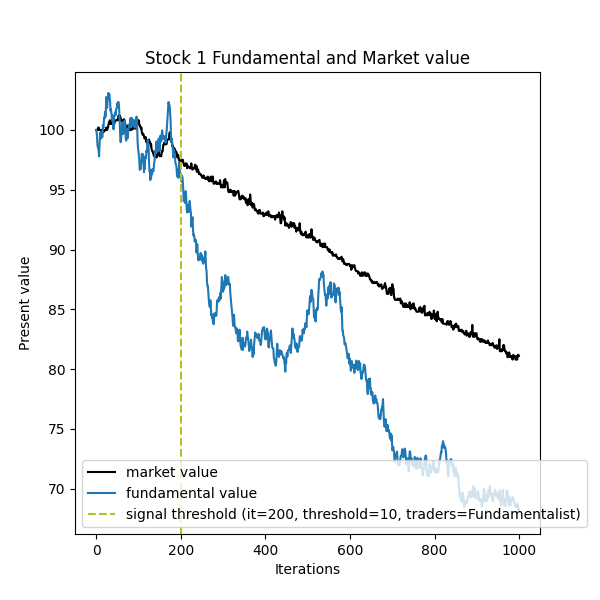 Stock 1 Fundamental and Market value
Present value
100
95
90
85
80
75
70
market value
fundamental value
signal threshold (it=200, threshold=10, traders=Fundamentalist)
0
200
400
600
800
1000
Iterations